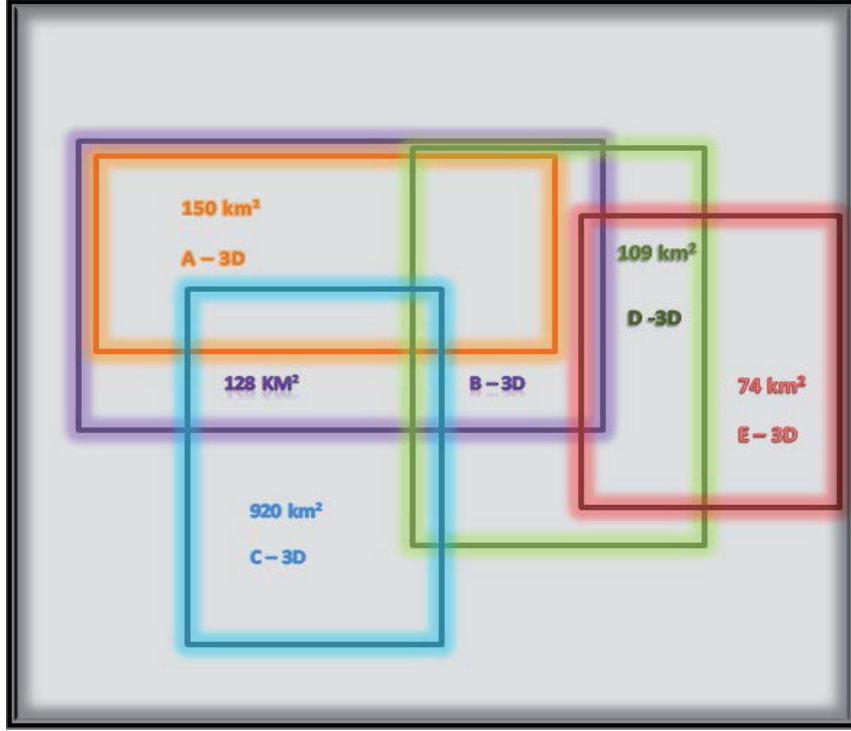 150 km²
A – 3D
109 km²
D -3D
128 KM²
B – 3D
74 km²
E – 3D
920 km²
C – 3D